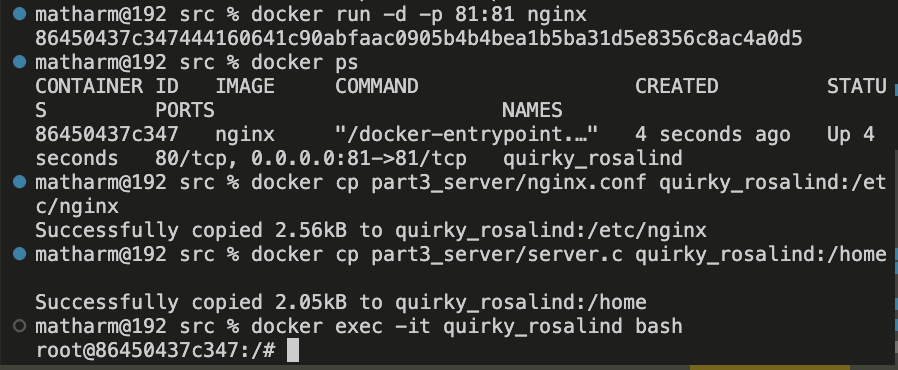 matharm@192 src % docker run -d -p 81:81 nginx
86450437c347444160641c90abfaac0905b4b4bea1b5ba31d5e8356c8ac4a0d5
matharm@192 src % docker ps
CONTAINER ID   IMAGE     COMMAND                  CREATED         STATU
S         PORTS                        NAMES
86450437c347   nginx     "/docker-entrypoint.…"   4 seconds ago   Up 4
seconds   80/tcp, 0.0.0.0:81->81/tcp   quirky_rosalind
matharm@192 src % docker cp part3_server/nginx.conf quirky_rosalind:/et
c/nginx
Successfully copied 2.56kB to quirky_rosalind:/etc/nginx
matharm@192 src % docker cp part3_server/server.c quirky_rosalind:/home
Successfully copied 2.05kB to quirky_rosalind:/home
matharm@192 src % docker exec -it quirky_rosalind bash
root@86450437c347:/#